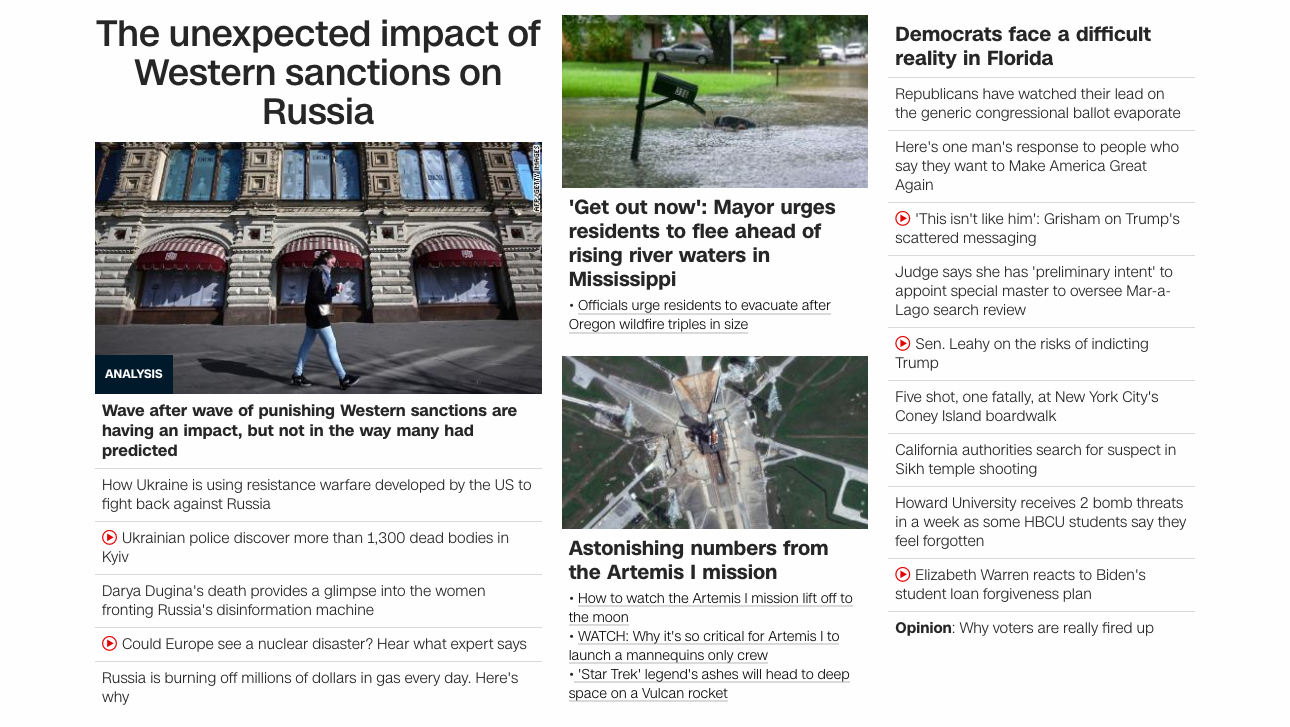 The unexpected impact of
Western sanctions on
Russia
AFP/GETTY IMAGES
ANALYSIS
Wave after wave of punishing Western sanctions are
having an impact, but not in the way many had
predicted
How Ukraine is using resistance warfare developed by the US to
fight back against Russia
Ukrainian police discover more than 1,300 dead bodies in
Kyiv
Darya Dugina's death provides a glimpse into the women
fronting Russia's disinformation machine
Could Europe see a nuclear disaster? Hear what expert says
Russia is burning off millions of dollars in gas every day. Here's
why
'Get out now': Mayor urges
residents to flee ahead of
rising river waters in
Mississippi
• Officials urge residents to evacuate after
Oregon wildfire triples in size
Astonishing numbers from
the Artemis I mission
• How to watch the Artemis I mission lift off to
the moon
• WATCH: Why it's so critical for Artemis I to
launch a mannequins only crew
• 'Star Trek' legend's ashes will head to deep
space on a Vulcan rocket
Democrats face a difficult
reality in Florida
Republicans have watched their lead on
the generic congressional ballot evaporate
Here's one man's response to people who
say they want to Make America Great
Again
'This isn't like him': Grisham on Trump's
scattered messaging
Judge says she has 'preliminary intent' to
appoint special master to oversee Mar-a-
Lago search review
Sen. Leahy on the risks of indicting
Trump
Five shot, one fatally, at New York City's
Coney Island boardwalk
California authorities search for suspect in
Sikh temple shooting
Howard University receives 2 bomb threats
in a week as some HBCU students say they
feel forgotten
Elizabeth Warren reacts to Biden's
student loan forgiveness plan
Opinion: Why voters are really fired up